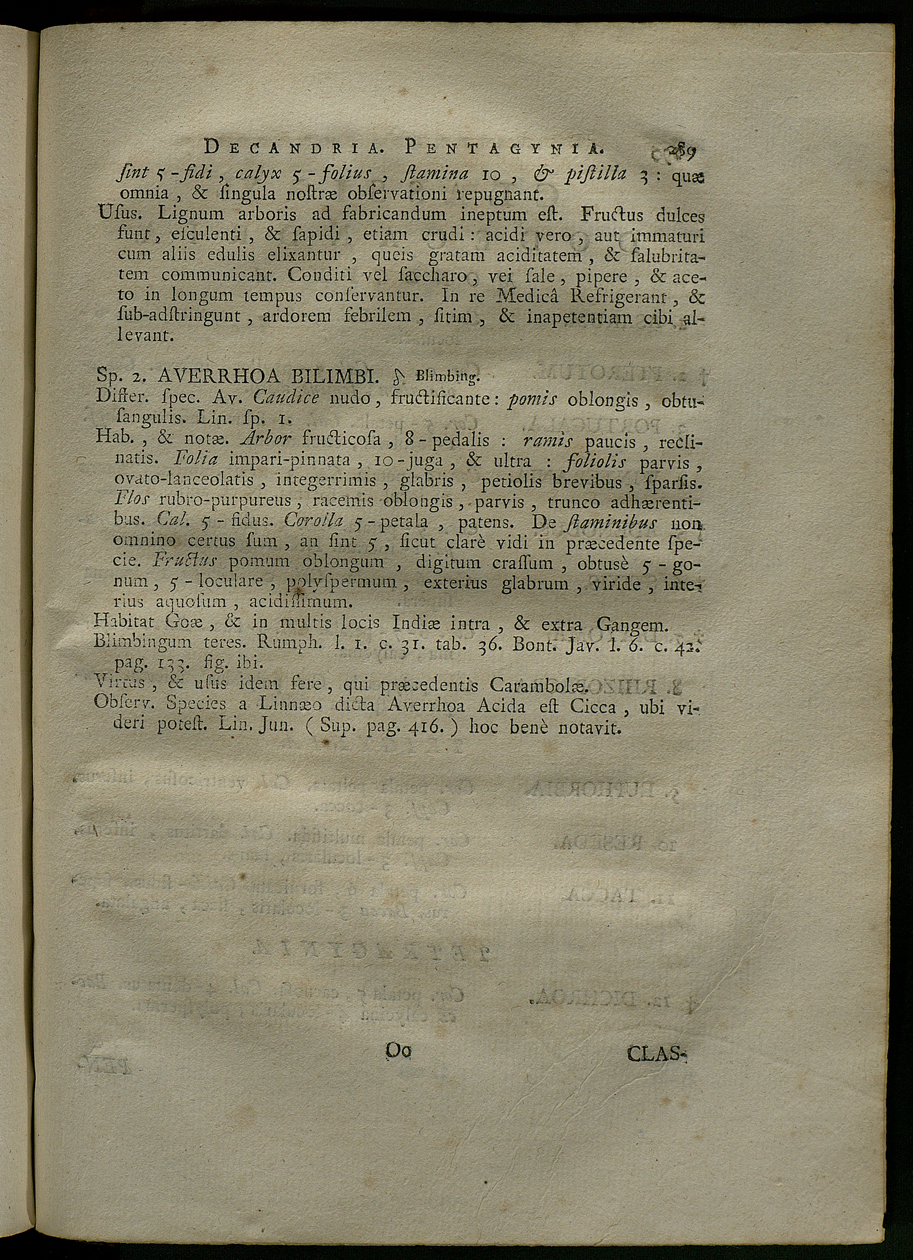 DECANDRIA. PENTAGYNIA. 289
ſint 5-fidi, calyx 5-folius, ſtamina 10, & piſtilla 3: quæ
omnia, & ſingula noſtræ obſervationi repugnant.
Uſus. Lignum arboris ad fabricandum ineptum eſt. Fructus dulces
ſunt, eſculenti, & ſapidi, etiam crudi: acidi vero, aut immaturi
cum aliis edulis elixantur, queis gratam aciditatem, & ſalubrita-
tem communicant. Conditi vel ſaccharo, vel ſale, pipere, & ace-
to in longum tempus conſervantur. In re Medicâ Refrigerant, &
ſub-adſtringunt, ardorem febrilem, ſitim, & inapetentiam cibi al-
levant.
Sp. 2. AVERRHOA BILIMBI. ♄ Blimbing.
Differ. ſpec. Av. Caudice nudo, fructificante: pomis oblongis, obtu-
ſangulis. Lin. ſp. 1.
Hab., & notæ. Arbor fructicoſa, 8-pedalis: ramis paucis, recli-
natis. Folia impari-pinnata, 10-juga, & ultra: foliolis parvis,
ovato-lanceolatis, integerrimis, glabris, petiolis brevibus, ſparſis.
Flos rubro-purpureus, racemis oblongis, parvis, trunco adhærenti-
bus. Cal. 5-fidus. Corolla 5-petala, patens. De ſtaminibus non
omnino certus ſum, an ſint 5, ſicut clarè vidi in præcedente ſpe-
cie. Fructus pomum oblongum, digitum craſſum, obtusè 5-go-
num, 5-loculare, polyſpermum, exterius glabrum, viride, inte-
rius aquoſum, acidiſſimum.
Habitat Goæ, & in multis locis Indiæ intra, & extra Gangem.
Blimbingum teres. Rumph. l. 1. c. 31. tab. 36. Bont. Jav. l. 6. c. 42.
pag. 133. fig. ibi.
Virtus, & uſus idem fere, qui præcedentis Carambolæ.
Obſerv. Species a Linnæo dicta Averrhoa Acida eſt Cicca, ubi vi-
deri poteſt. Lin. Jun. (Sup. pag. 416.) hoc benè notavit.
Oo CLAS-